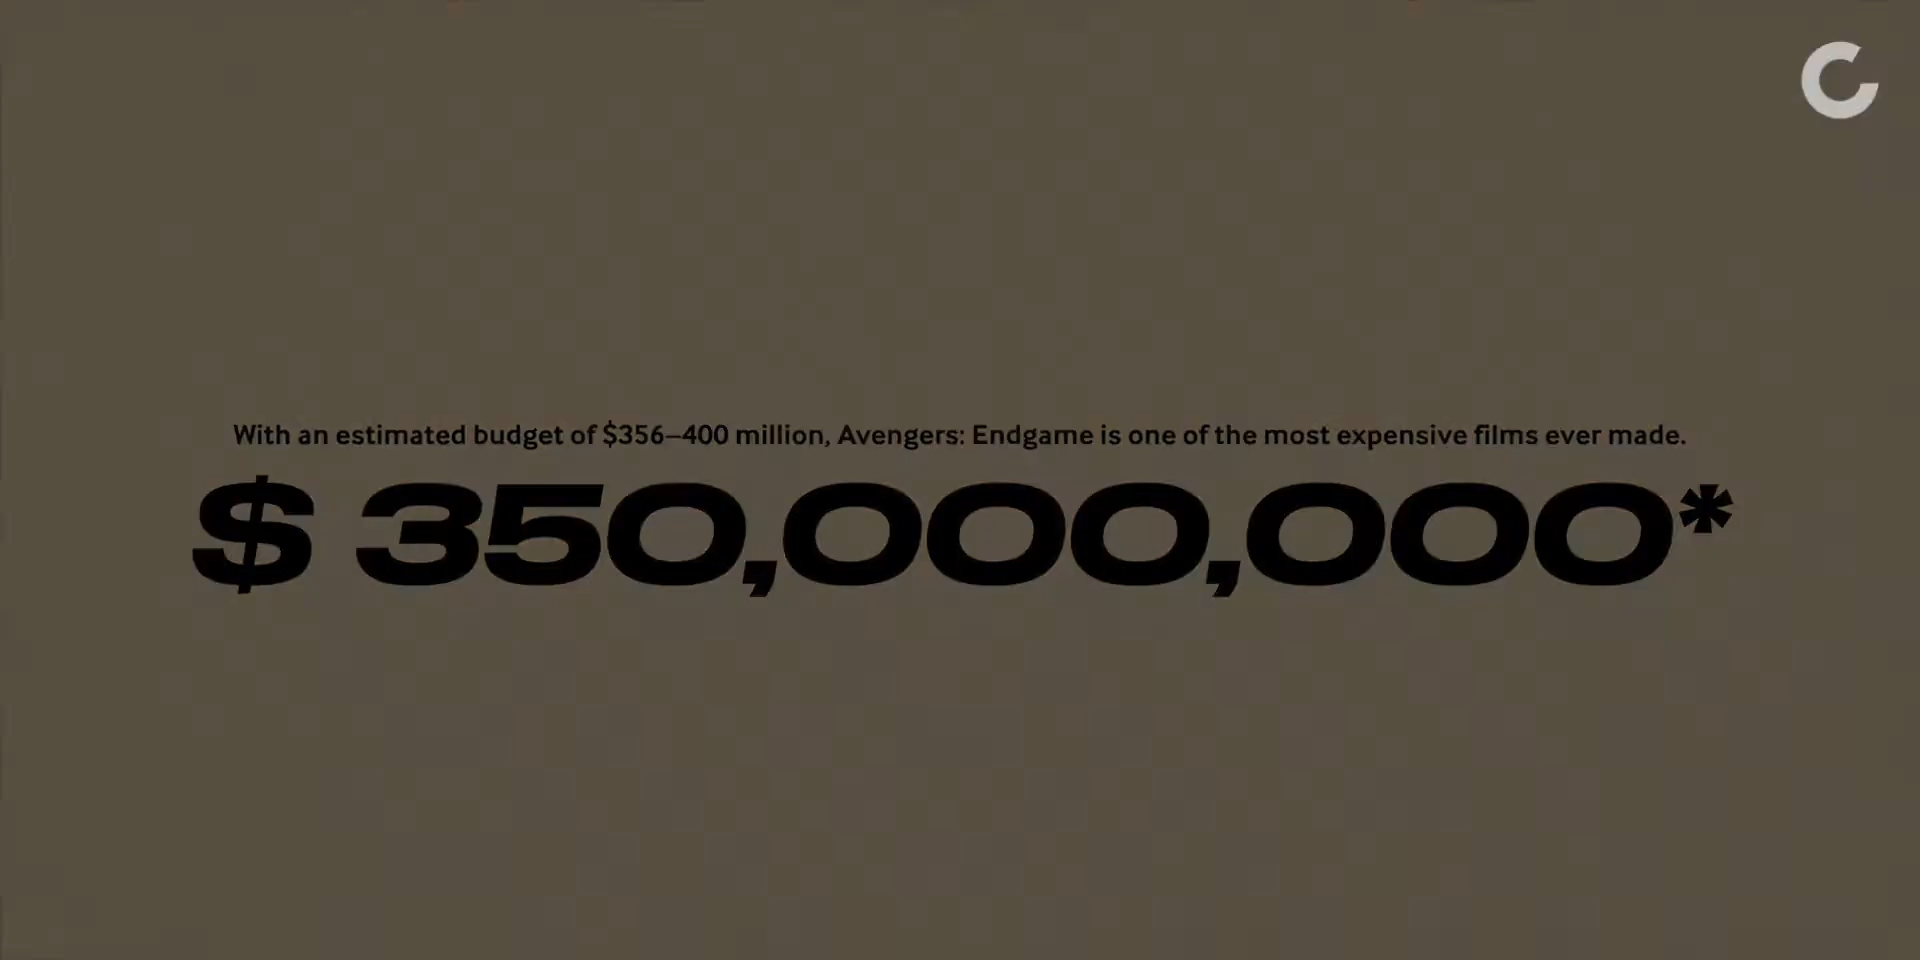 With an estimated budget of $356–400 million, Avengers: Endgame is one of the most expensive films ever made.
$ 350,000,000*